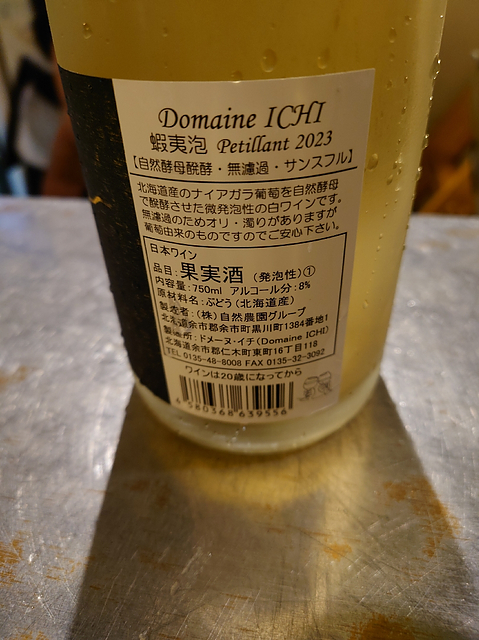 Domaine ICHI
蝦夷泡 Petillant 2023
【自然酵母醗酵・無濾過・サンスフル】
北海道産のナイアガラ葡萄を自然酵母
で醗酵させた微発泡性の白ワインです。
無濾過のためオリ・濁りがありますが
葡萄由来のものですのでご安心下さい。
日本ワイン
品目:果実酒(発泡性)①
内容量:750ml アルコール分:8%
原材料名:ぶどう(北海道産)
製造者:(株)自然農園グループ
北海道余市郡余市町黒川町1384番地1
製造所:ドメーヌ・イチ(Domaine ICHI)
北海道余市郡仁木町東町16丁目118
TEL 0135-48-8008 FAX 0135-32-3092
ワインは20歳になってから
4 580368 639556